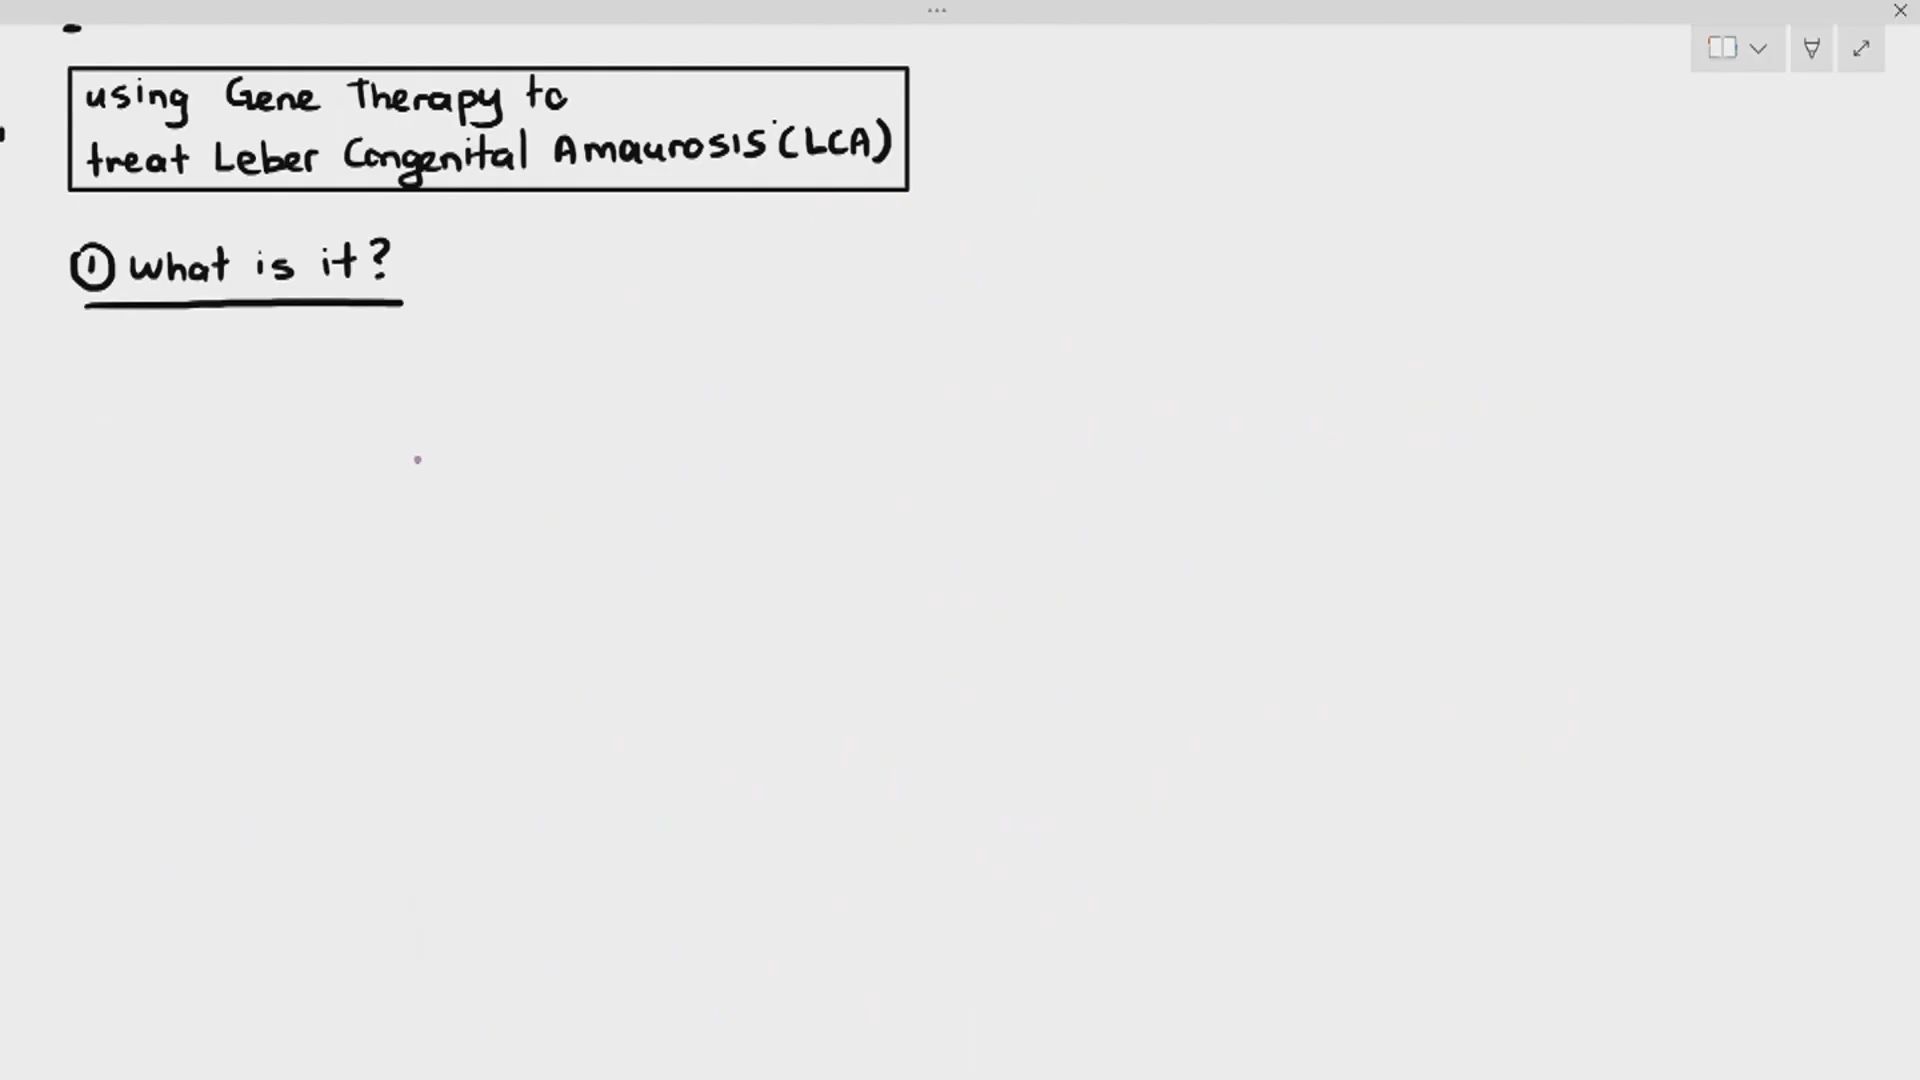 using Gene Therapy to
treat Leber Congenital Amaurosis (LCA)
① what is it?